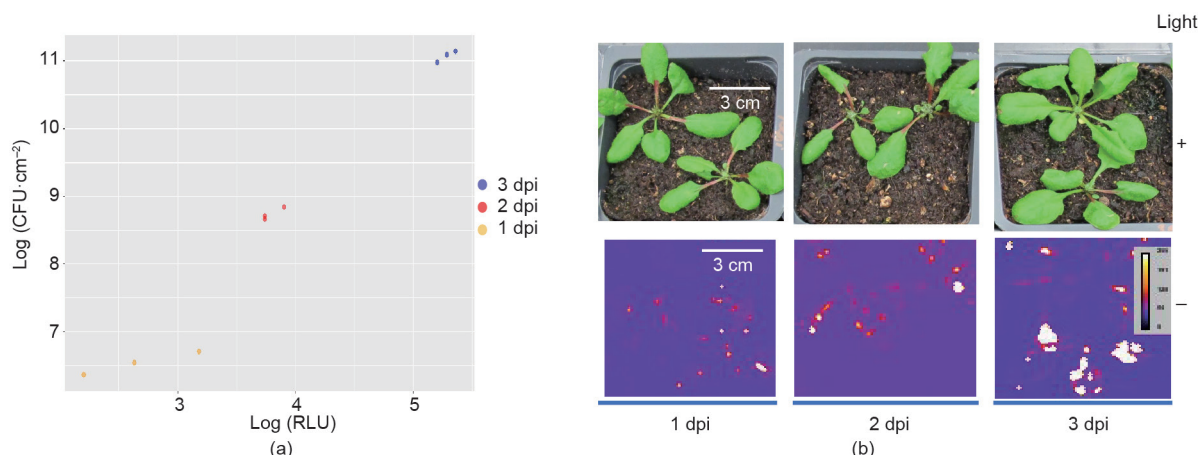 Light
11
10
9
8
7
Log (CFU·cm⁻²)
3
4
5
Log (RLU)
(a)
3 dpi
2 dpi
1 dpi
3 cm
+
3 cm
–
1 dpi
2 dpi
3 dpi
(b)